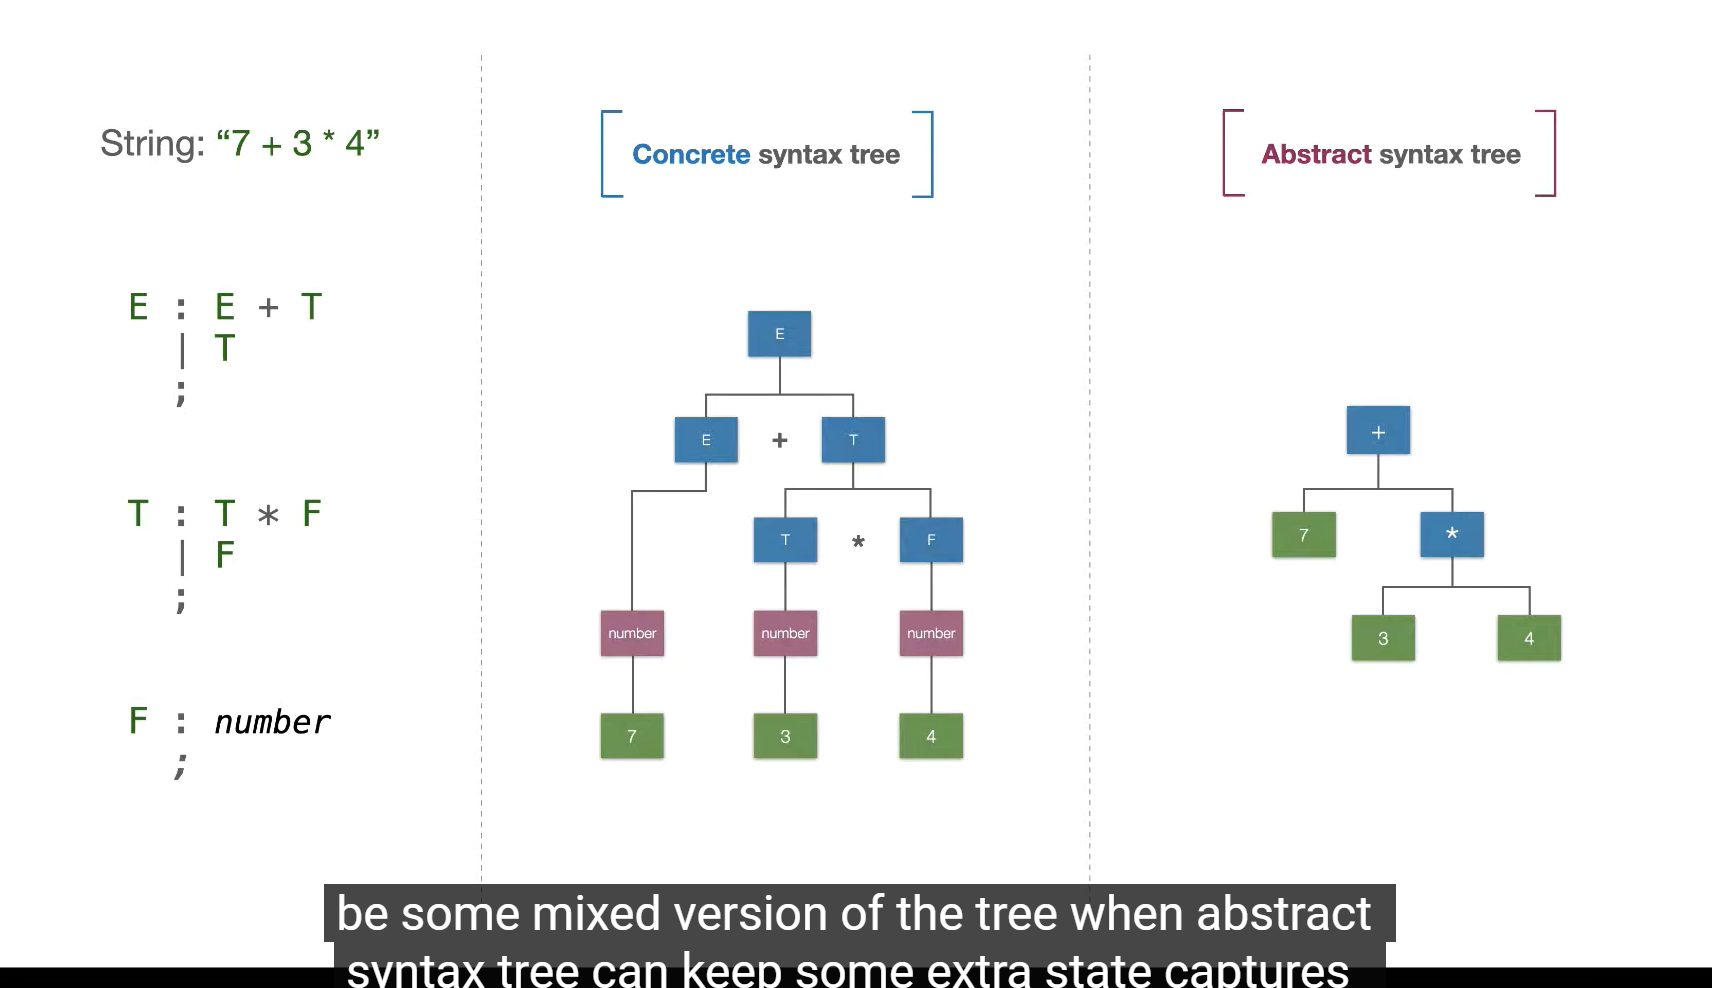 String: “7 + 3 * 4”
E : E + T
| T
;
T : T * F
| F
;
F : number
;
Concrete syntax tree
E
E + T
T * F
number number number
7 3 4
Abstract syntax tree
+
7 *
3 4
be some mixed version of the tree when abstract
syntax tree can keep some extra state captures